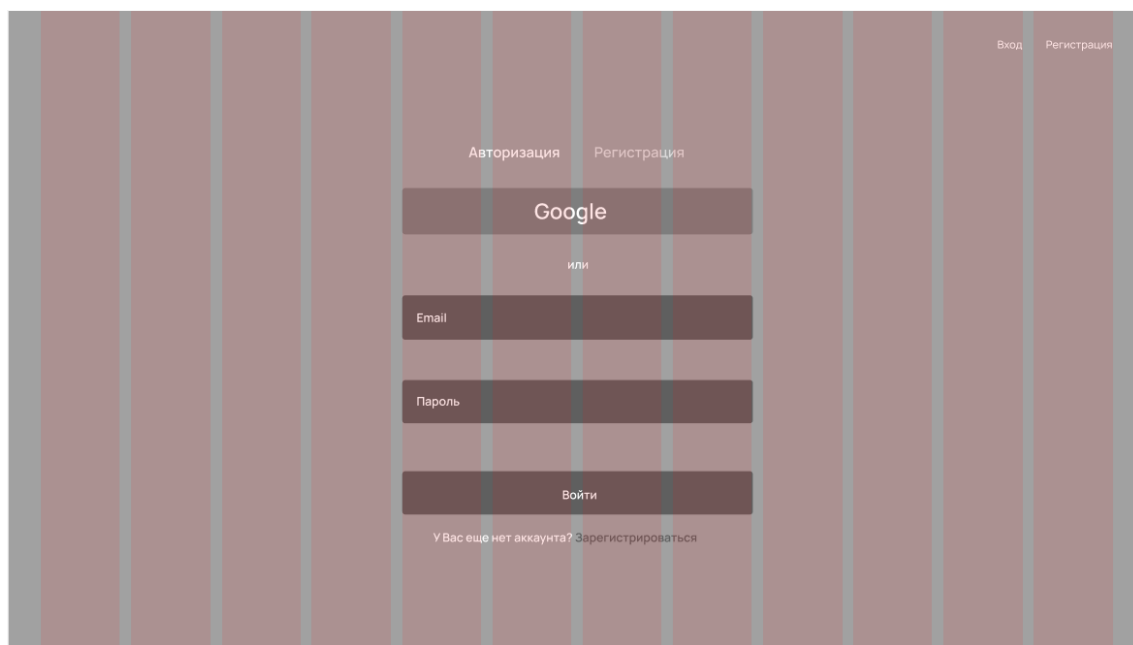 Вход Регистрация
Авторизация Регистрация
Google
или
Email
Пароль
Войти
У Вас еще нет аккаунта? Зарегистрироваться